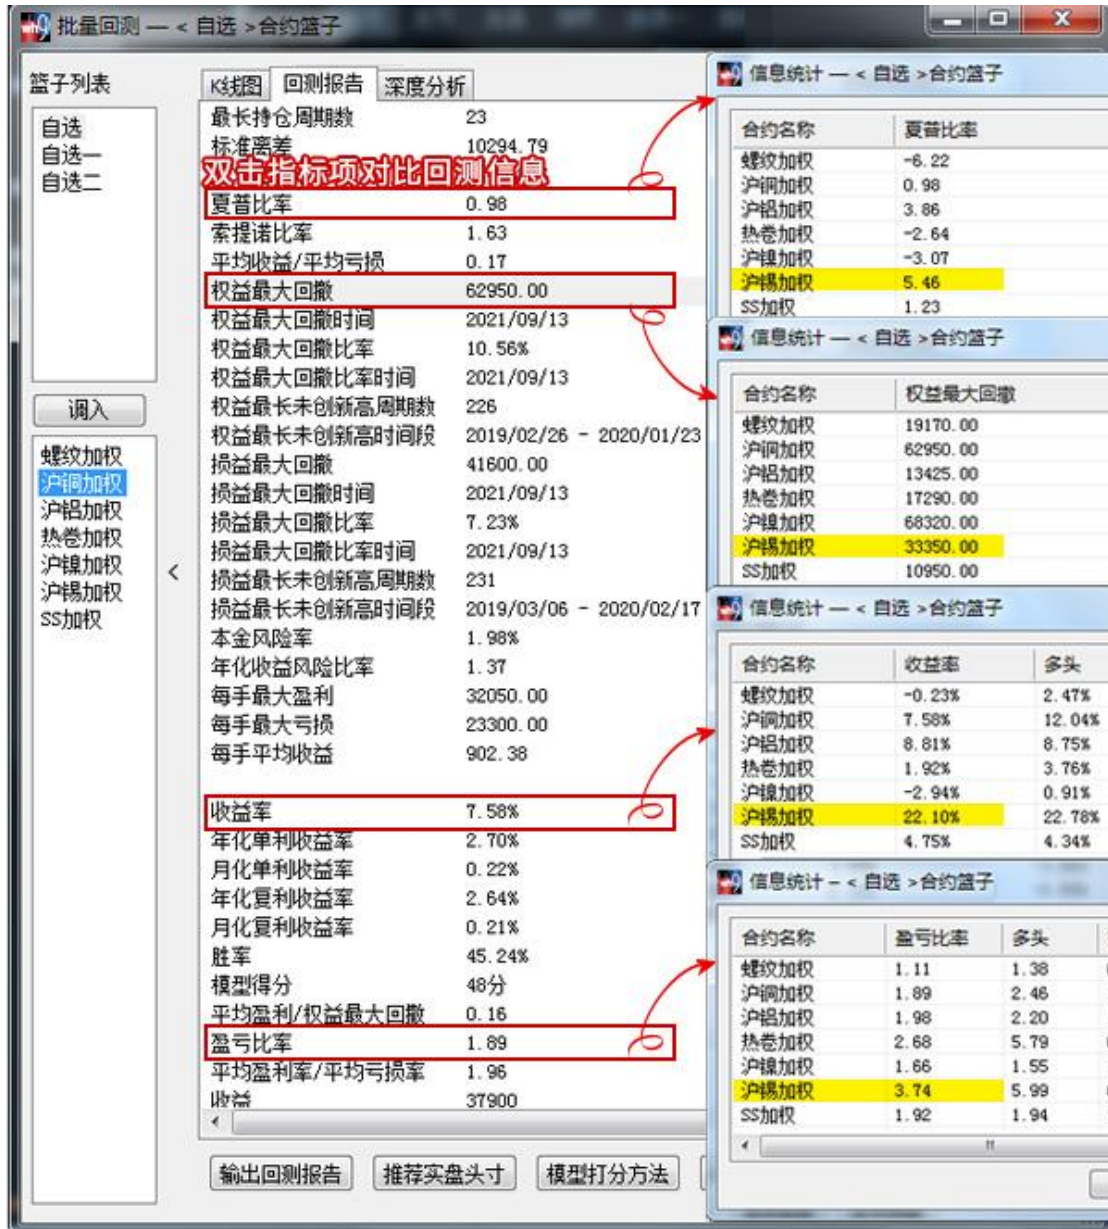 批量回测 — < 自选 >合约篮子
篮子列表
自选
自选一
自选二
调入
螺纹加权
沪铜加权
沪铝加权
热卷加权
沪镍加权
沪锡加权
SS加权
<
K线图 回测报告 深度分析
最长持仓周期数 23
标准离差 10294.79
双击指标项对比回测信息
夏普比率 0.98
索提诺比率 1.63
平均收益/平均亏损 0.17
权益最大回撤 62950.00
权益最大回撤时间 2021/09/13
权益最大回撤比率 10.56%
权益最大回撤比率时间 2021/09/13
权益最长未创新高周期数 226
权益最长未创新高时间段 2019/02/26 - 2020/01/23
损益最大回撤 41600.00
损益最大回撤时间 2021/09/13
损益最大回撤比率 7.23%
损益最大回撤比率时间 2021/09/13
损益最长未创新高周期数 231
损益最长未创新高时间段 2019/03/06 - 2020/02/17
本金风险率 1.98%
年化收益风险比率 1.37
每手最大盈利 32050.00
每手最大亏损 23300.00
每手平均收益 902.38
收益率 7.58%
年化单利收益率 2.70%
月化单利收益率 0.22%
年化复利收益率 2.64%
月化复利收益率 0.21%
胜率 45.24%
模型得分 48分
平均盈利/权益最大回撤 0.16
盈亏比率 1.89
平均盈利率/平均亏损率 1.96
收益 37900
输出回测报告 推荐实盘头寸 模型打分方法
信息统计 — < 自选 >合约篮子
合约名称 夏普比率
螺纹加权 -6.22
沪铜加权 0.98
沪铝加权 3.86
热卷加权 -2.64
沪镍加权 -3.07
沪锡加权 5.46
SS加权 1.23
信息统计 — < 自选 >合约篮子
合约名称 权益最大回撤
螺纹加权 19170.00
沪铜加权 62950.00
沪铝加权 13425.00
热卷加权 17290.00
沪镍加权 68320.00
沪锡加权 33350.00
SS加权 10950.00
信息统计 — < 自选 >合约篮子
合约名称 收益率 多头
螺纹加权 -0.23% 2.47%
沪铜加权 7.58% 12.04%
沪铝加权 8.81% 8.75%
热卷加权 1.92% 3.76%
沪镍加权 -2.94% 0.91%
沪锡加权 22.10% 22.78%
SS加权 4.75% 4.34%
信息统计 - < 自选 >合约篮子
合约名称 盈亏比率 多头
螺纹加权 1.11 1.38
沪铜加权 1.89 2.46
沪铝加权 1.98 2.20
热卷加权 2.68 5.79
沪镍加权 1.66 1.55
沪锡加权 3.74 5.99
SS加权 1.92 1.94